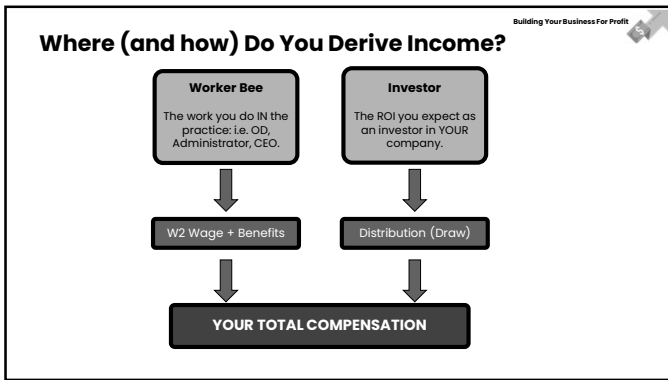 Building Your Business For Profit
Where (and how) Do You Derive Income?
Worker Bee
The work you do IN the
practice: i.e. OD,
Administrator, CEO.
Investor
The ROI you expect as
an investor in YOUR
company.
W2 Wage + Benefits
Distribution (Draw)
YOUR TOTAL COMPENSATION